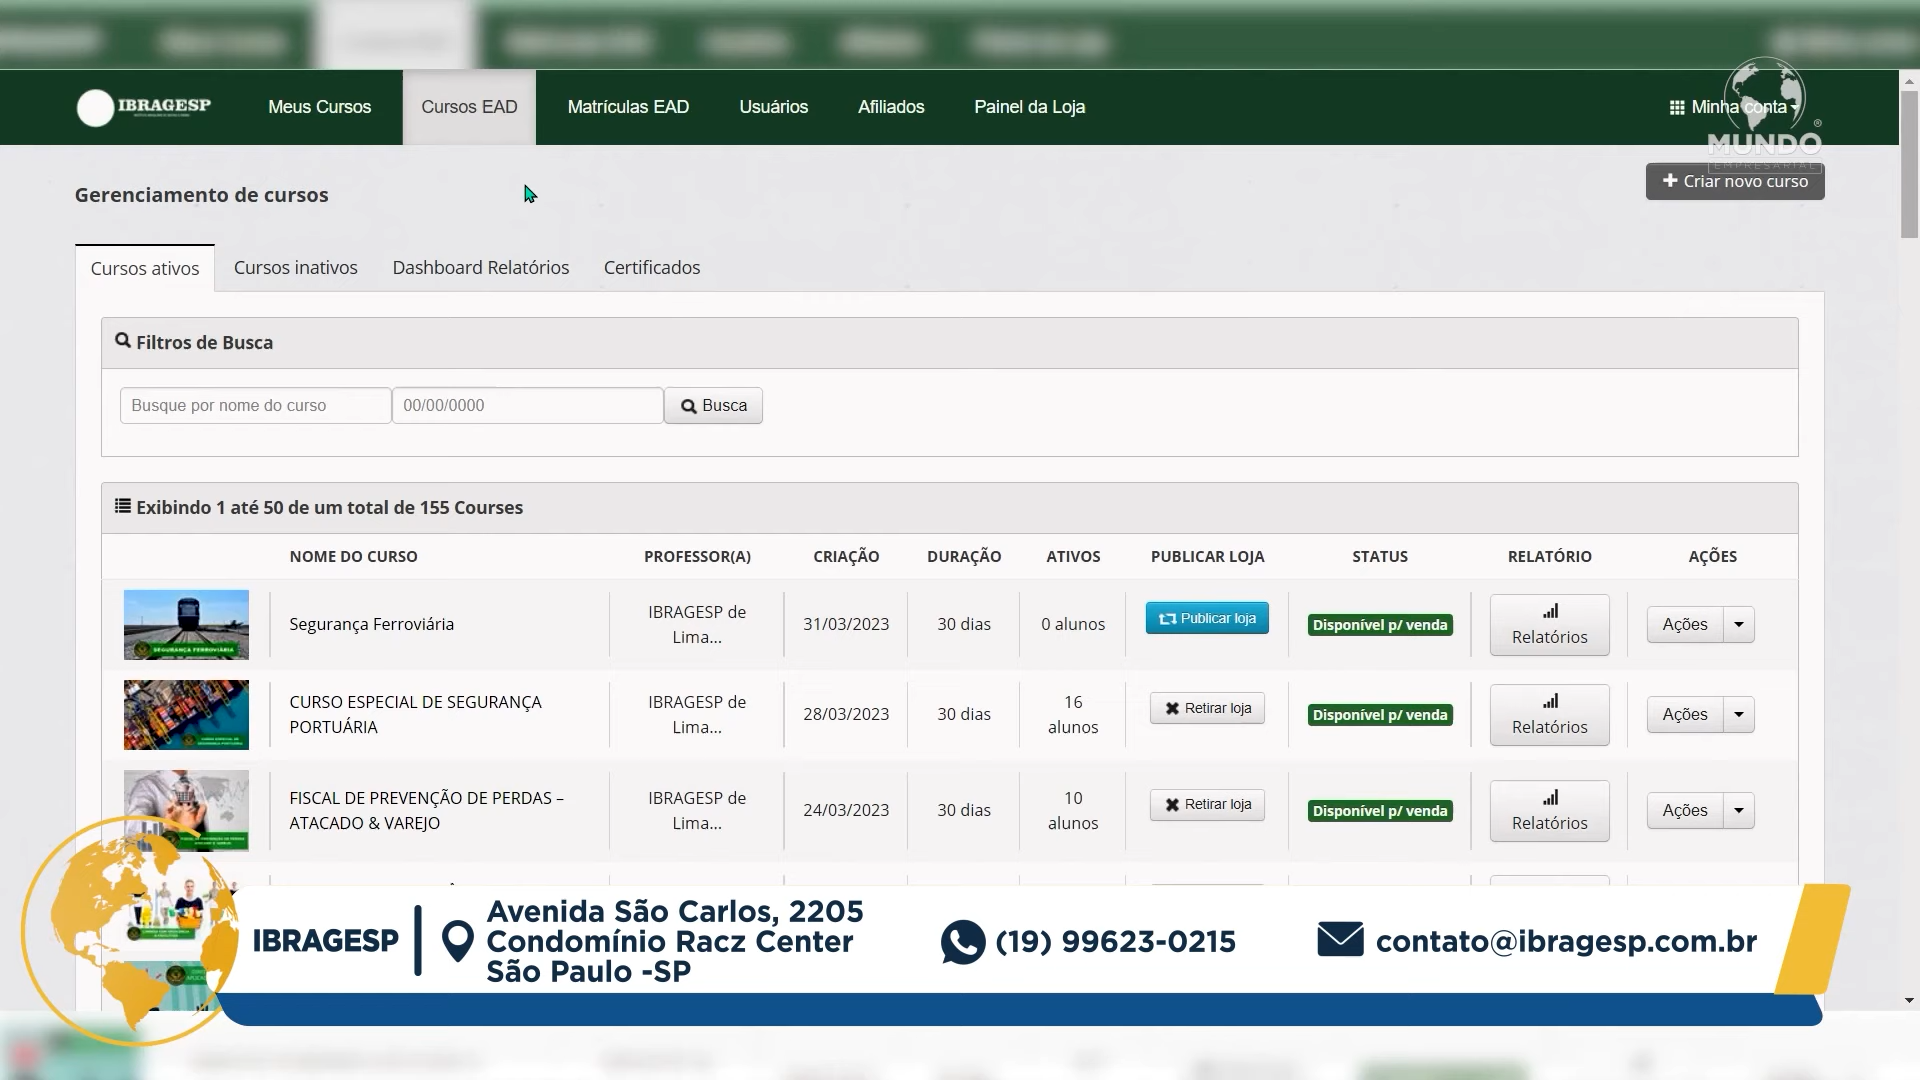 IBRAGESP
Meus Cursos
Cursos EAD
Matrículas EAD
Usuários
Afiliados
Painel da Loja
Minha conta
MUNDO
EMPRESARIAL
Gerenciamento de cursos
Criar novo curso
Cursos ativos
Cursos inativos
Dashboard Relatórios
Certificados
Filtros de Busca
Busque por nome do curso
00/00/0000
Busca
Exibindo 1 até 50 de um total de 155 Courses
NOME DO CURSO PROFESSOR(A) CRIAÇÃO DURAÇÃO ATIVOS PUBLICAR LOJA STATUS RELATÓRIO AÇÕES
SEGURANÇA FERROVIÁRIA
Segurança Ferroviária
IBRAGESP de
Lima...
31/03/2023
30 dias
0 alunos
Publicar loja
Disponível p/ venda
Relatórios
Ações
CURSO ESPECIAL DE SEGURANÇA
PORTUÁRIA
IBRAGESP de
Lima...
28/03/2023
30 dias
16
alunos
Retirar loja
Disponível p/ venda
Relatórios
Ações
FISCAL DE PREVENÇÃO DE PERDAS –
ATACADO & VAREJO
IBRAGESP de
Lima...
24/03/2023
30 dias
10
alunos
Retirar loja
Disponível p/ venda
Relatórios
Ações
IBRAGESP
Avenida São Carlos, 2205
Condomínio Racz Center
São Paulo -SP
(19) 99623-0215
contato@ibragesp.com.br